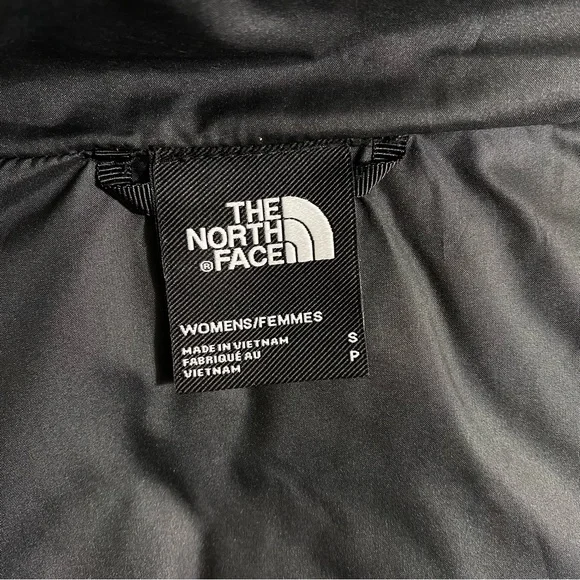 THE
NORTH
® FACE
WOMENS/FEMMES
MADE IN VIETNAM
FABRIQUÉ AU
VIETNAM
S
P